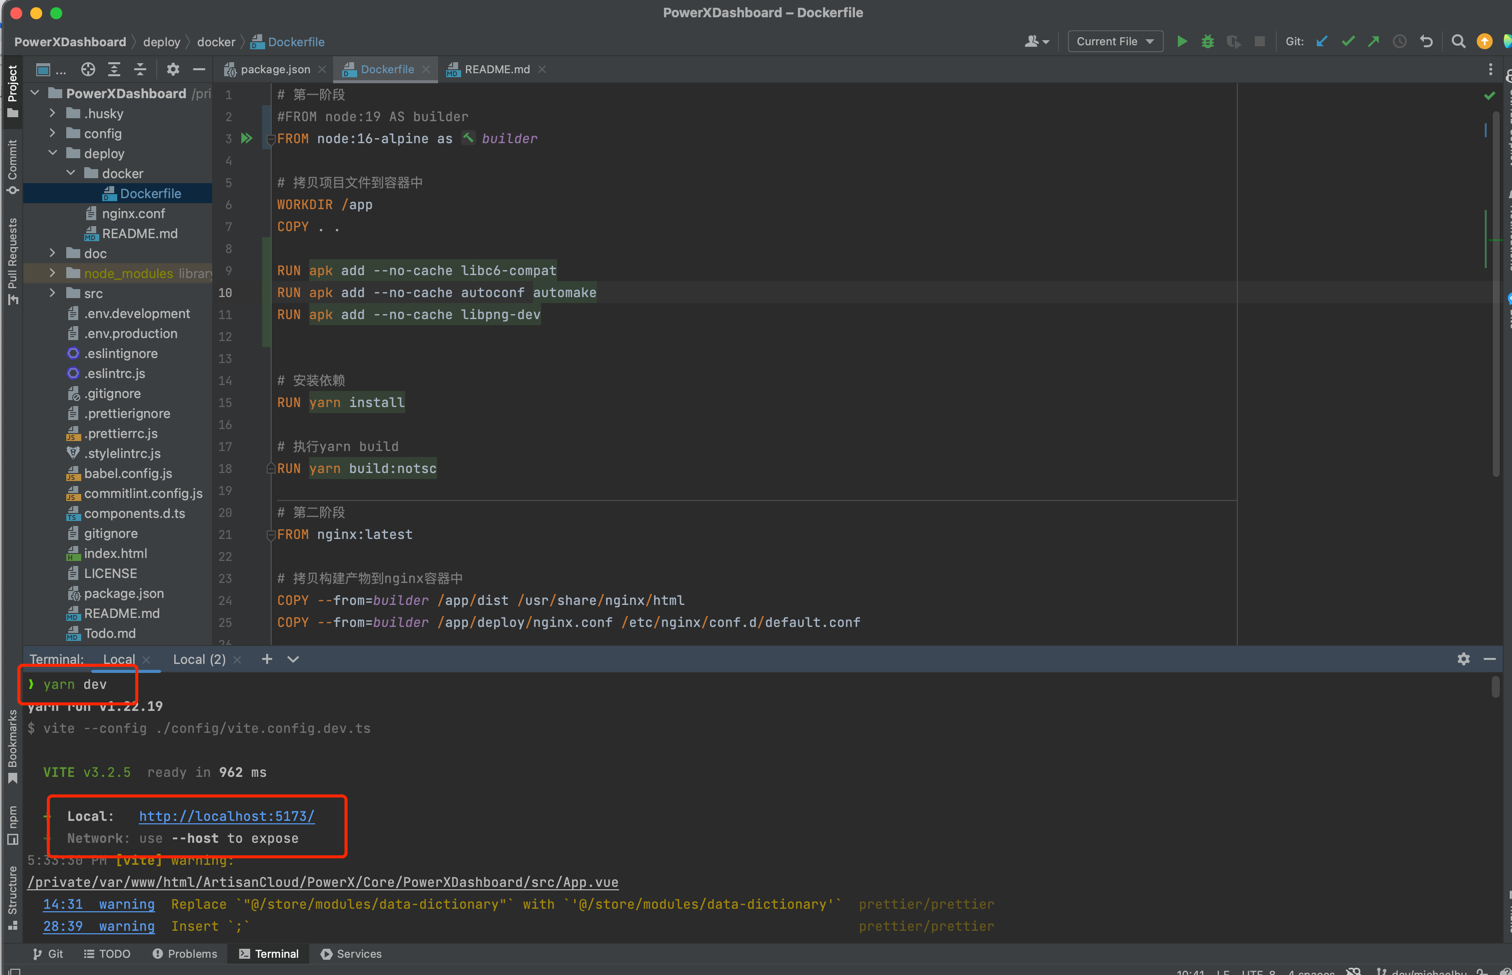 PowerXDashboard – Dockerfile
PowerXDashboard deploy docker Dockerfile
Current File
Git:
Project
Commit
Pull Requests
Bookmarks
npm
Structure
...
package.json
Dockerfile
README.md
PowerXDashboard /pri
.husky
config
deploy
docker
Dockerfile
nginx.conf
README.md
doc
node_modules library
src
.env.development
.env.production
.eslintignore
.eslintrc.js
.gitignore
.prettierignore
.prettierrc.js
.stylelintrc.js
babel.config.js
commitlint.config.js
components.d.ts
gitignore
index.html
LICENSE
package.json
README.md
Todo.md
1 # 第一阶段
2 #FROM node:19 AS builder
3 FROM node:16-alpine as builder
4
5 # 拷贝项目文件到容器中
6 WORKDIR /app
7 COPY . .
8
9 RUN apk add --no-cache libc6-compat
10 RUN apk add --no-cache autoconf automake
11 RUN apk add --no-cache libpng-dev
12
13
14 # 安装依赖
15 RUN yarn install
16
17 # 执行yarn build
18 RUN yarn build:notsc
19
20 # 第二阶段
21 FROM nginx:latest
22
23 # 拷贝构建产物到nginx容器中
24 COPY --from=builder /app/dist /usr/share/nginx/html
25 COPY --from=builder /app/deploy/nginx.conf /etc/nginx/conf.d/default.conf
26
Terminal: Local Local (2)
❯ yarn dev
yarn run v1.22.19
$ vite --config ./config/vite.config.dev.ts
VITE v3.2.5 ready in 962 ms
Local: http://localhost:5173/
Network: use --host to expose
5:33:30 PM [vite] warning:
/private/var/www/html/ArtisanCloud/PowerX/Core/PowerXDashboard/src/App.vue
14:31 warning Replace `"@/store/modules/data-dictionary"` with `'@/store/modules/data-dictionary'` prettier/prettier
28:39 warning Insert `;` prettier/prettier
Git TODO Problems Terminal Services
10:41 LF UTF-8 4 spaces dev/michaelhu